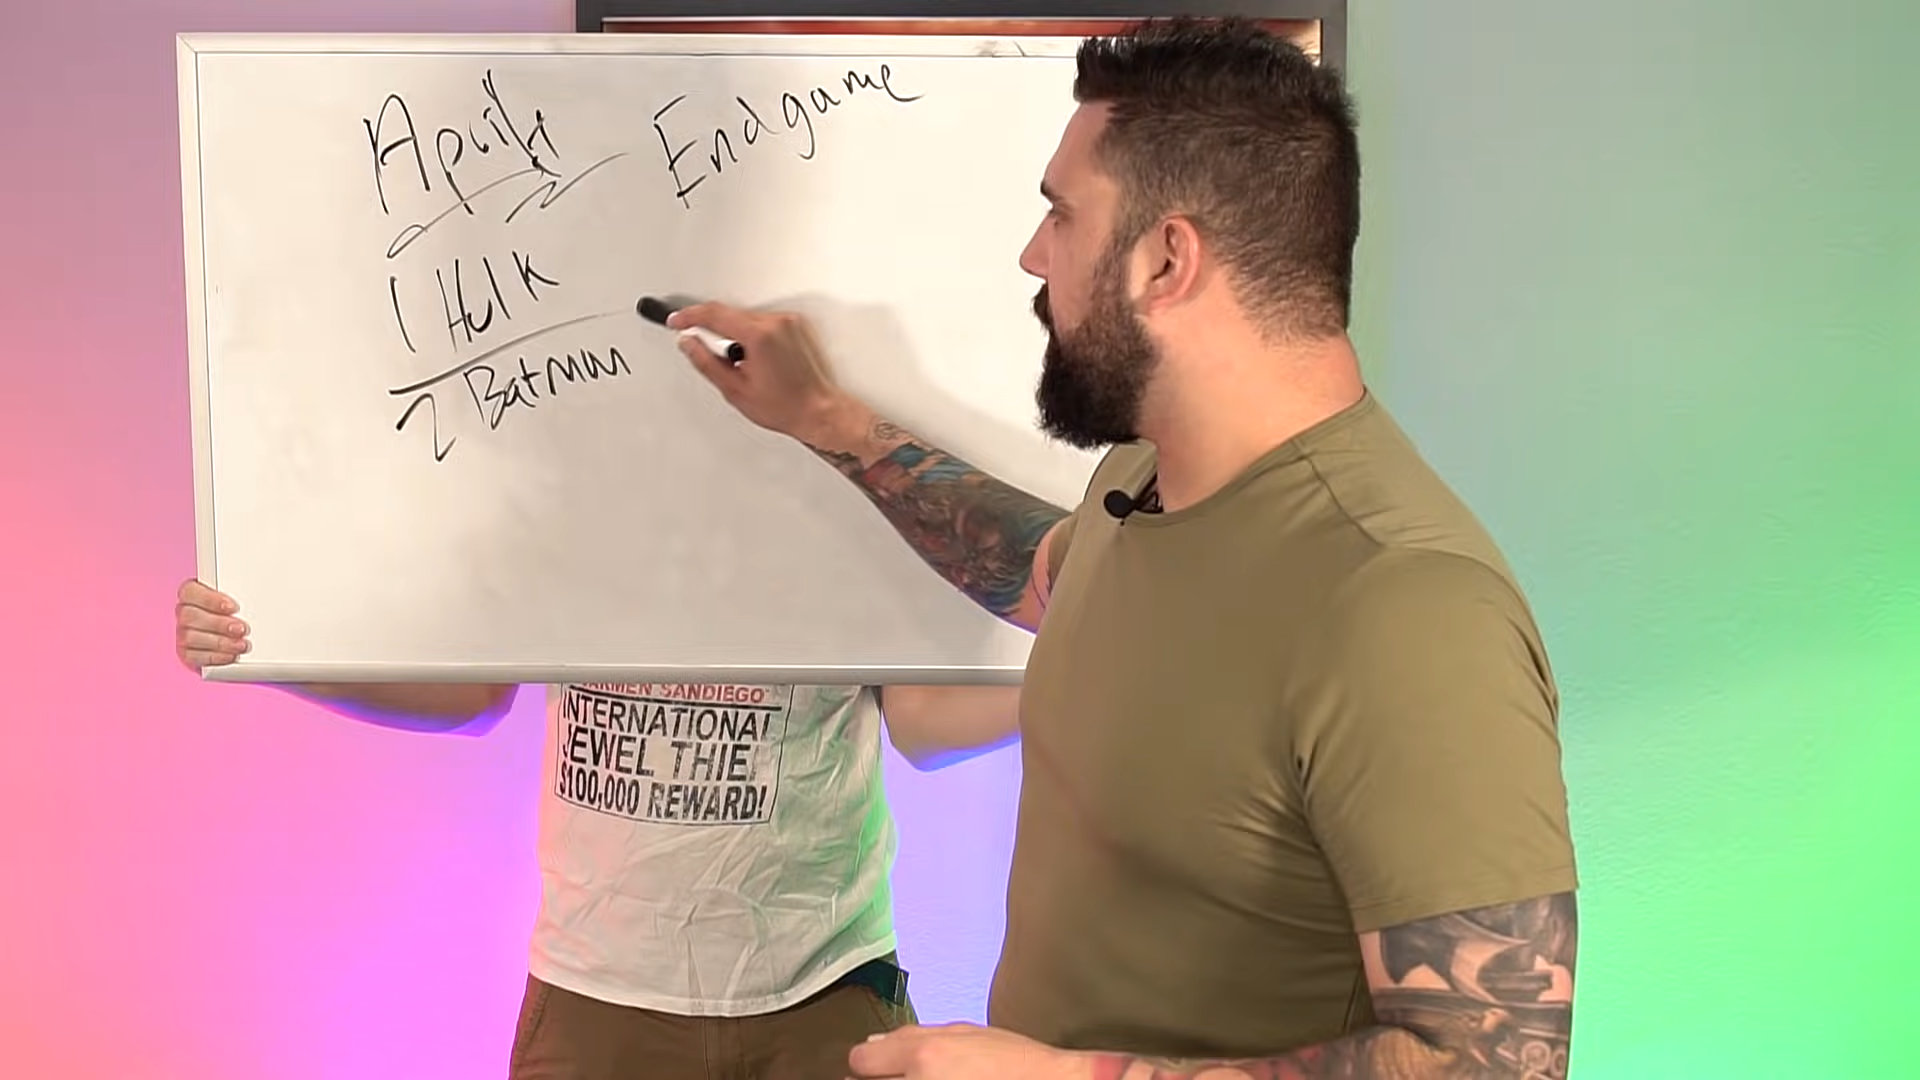 April Endgame
1 Hulk
2 Batman
CARMEN SANDIEGO
INTERNATIONAL
JEWEL THIEF
$100,000 REWARD!